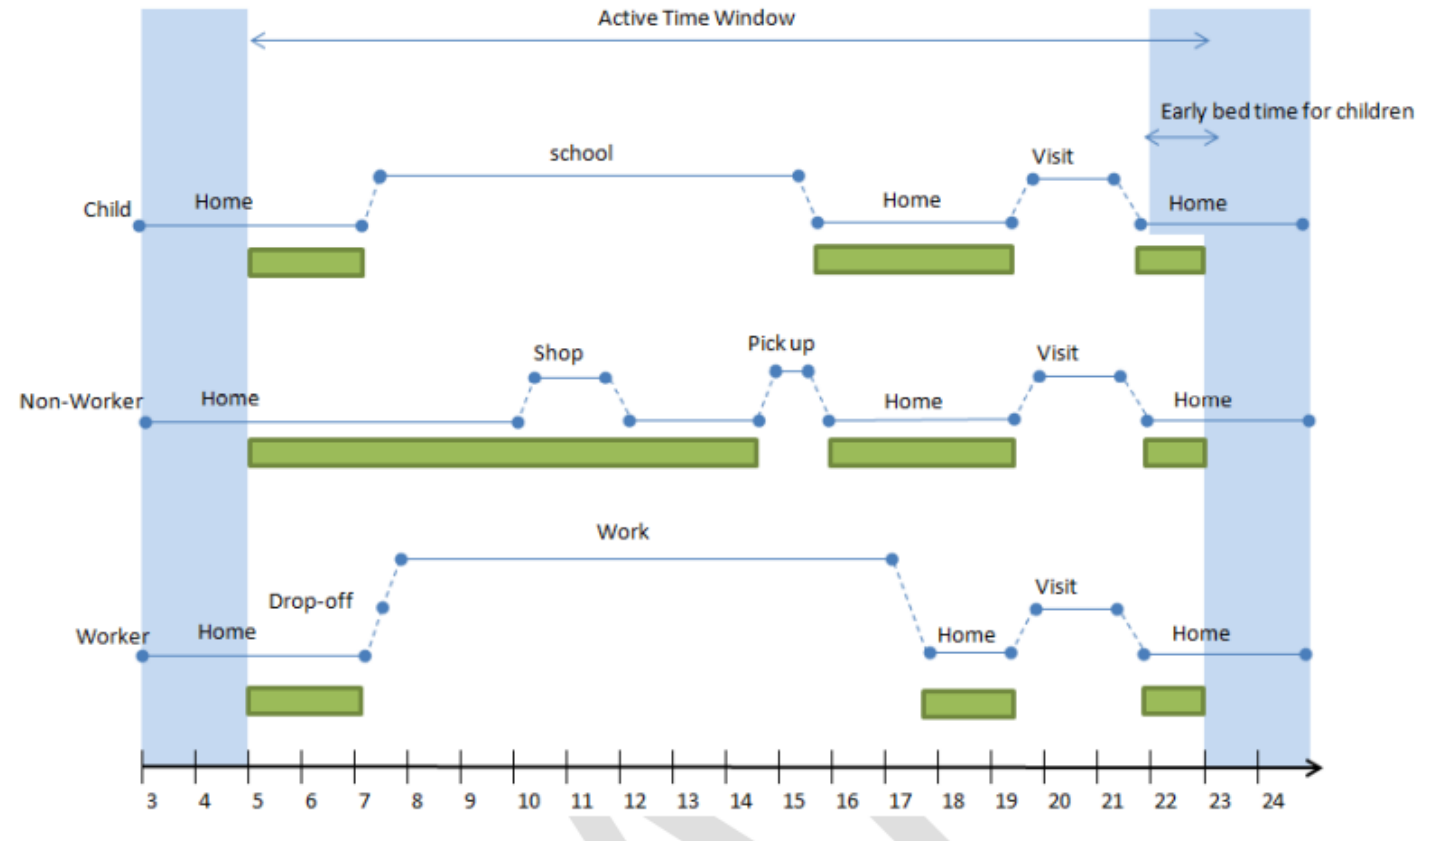 Active Time Window
Early bed time for children
school
Visit
Home
Home
Home
Child
Shop
Pick up
Visit
Home
Home
Home
Non-Worker
Work
Drop-off
Visit
Home
Home
Home
Worker
3 4 5 6 7 8 9 10 11 12 13 14 15 16 17 18 19 20 21 22 23 24